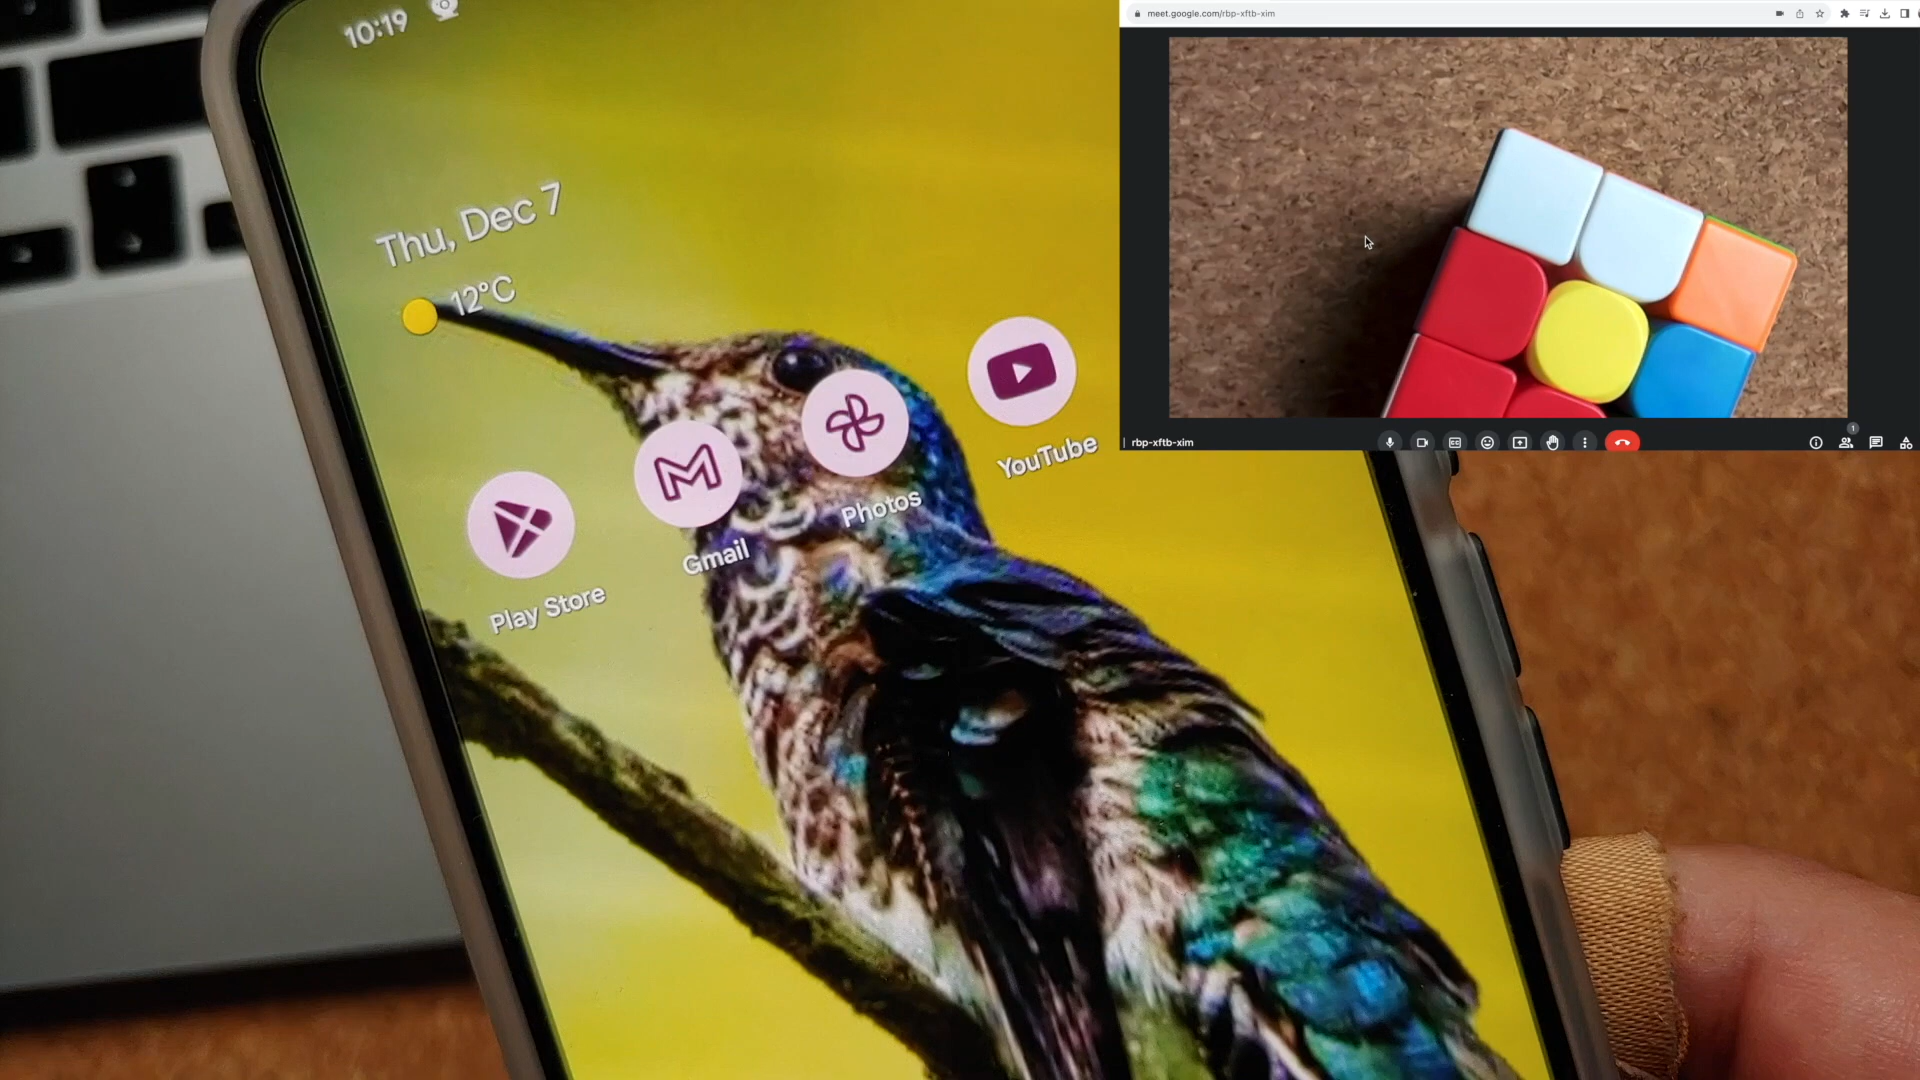 10:19
Thu, Dec 7
12°C
Play Store
Gmail
Photos
YouTube
meet.google.com/rbp-xftb-xim
rbp-xftb-xim
CC
1